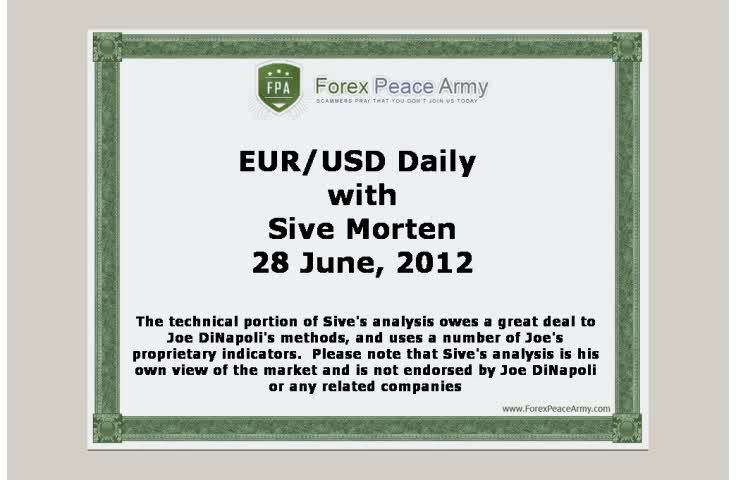 FPA
Forex Peace Army
SCAMMERS PRAY THAT YOU DON'T JOIN US TODAY
EUR/USD Daily
with
Sive Morten
28 June, 2012
The technical portion of Sive's analysis owes a great deal to
Joe DiNapoli's methods, and uses a number of Joe's
proprietary indicators.  Please note that Sive's analysis is his
own view of the market and is not endorsed by Joe DiNapoli
or any related companies
www.ForexPeaceArmy.com